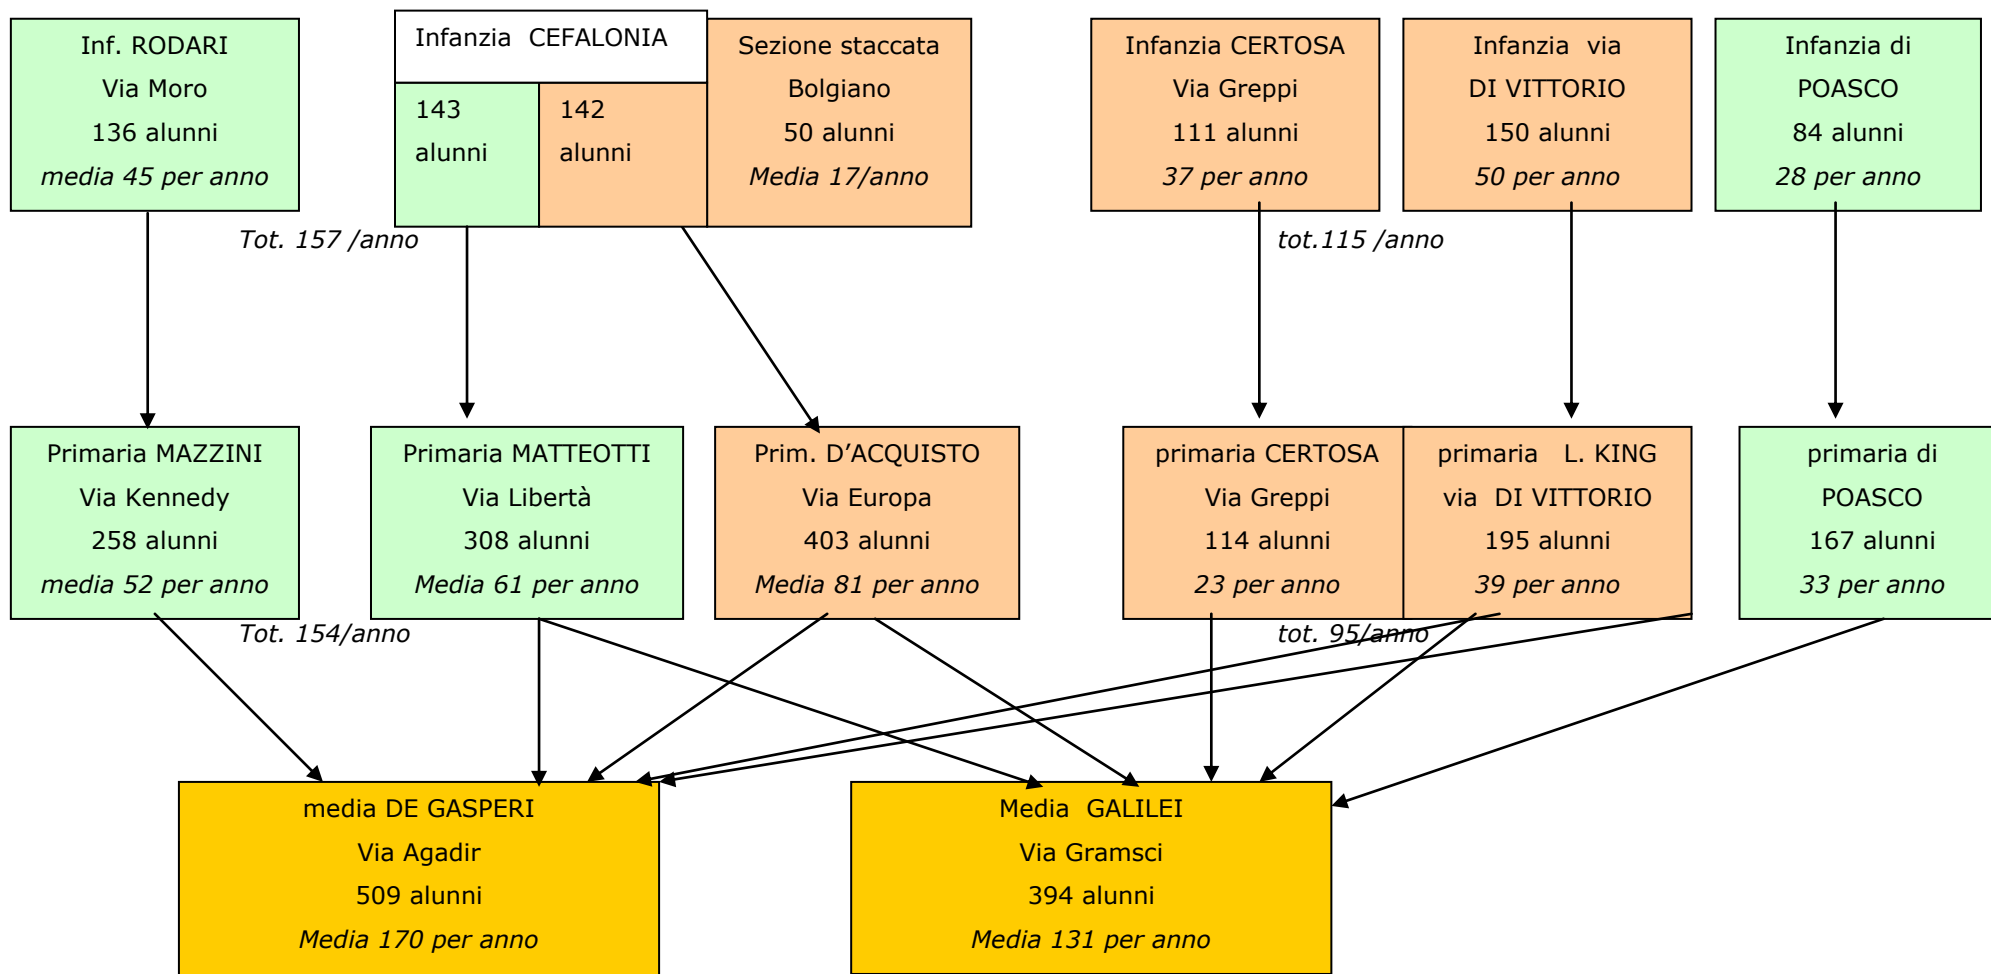 Inf. RODARI
Via Moro
136 alunni
media 45 per anno
Infanzia  CEFALONIA
143
alunni
142
alunni
Sezione staccata
Bolgiano
50 alunni
Media 17/anno
Infanzia CERTOSA
Via Greppi
111 alunni
37 per anno
Infanzia  via
DI VITTORIO
150 alunni
50 per anno
Infanzia di
POASCO
84 alunni
28 per anno
Tot. 157 /anno
tot.115 /anno
Primaria MAZZINI
Via Kennedy
258 alunni
media 52 per anno
Primaria MATTEOTTI
Via Libertà
308 alunni
Media 61 per anno
Prim. D’ACQUISTO
Via Europa
403 alunni
Media 81 per anno
primaria CERTOSA
Via Greppi
114 alunni
23 per anno
primaria   L. KING
via  DI VITTORIO
195 alunni
39 per anno
primaria di
POASCO
167 alunni
33 per anno
Tot. 154/anno
tot. 95/anno
media DE GASPERI
Via Agadir
509 alunni
Media 170 per anno
Media  GALILEI
Via Gramsci
394 alunni
Media 131 per anno